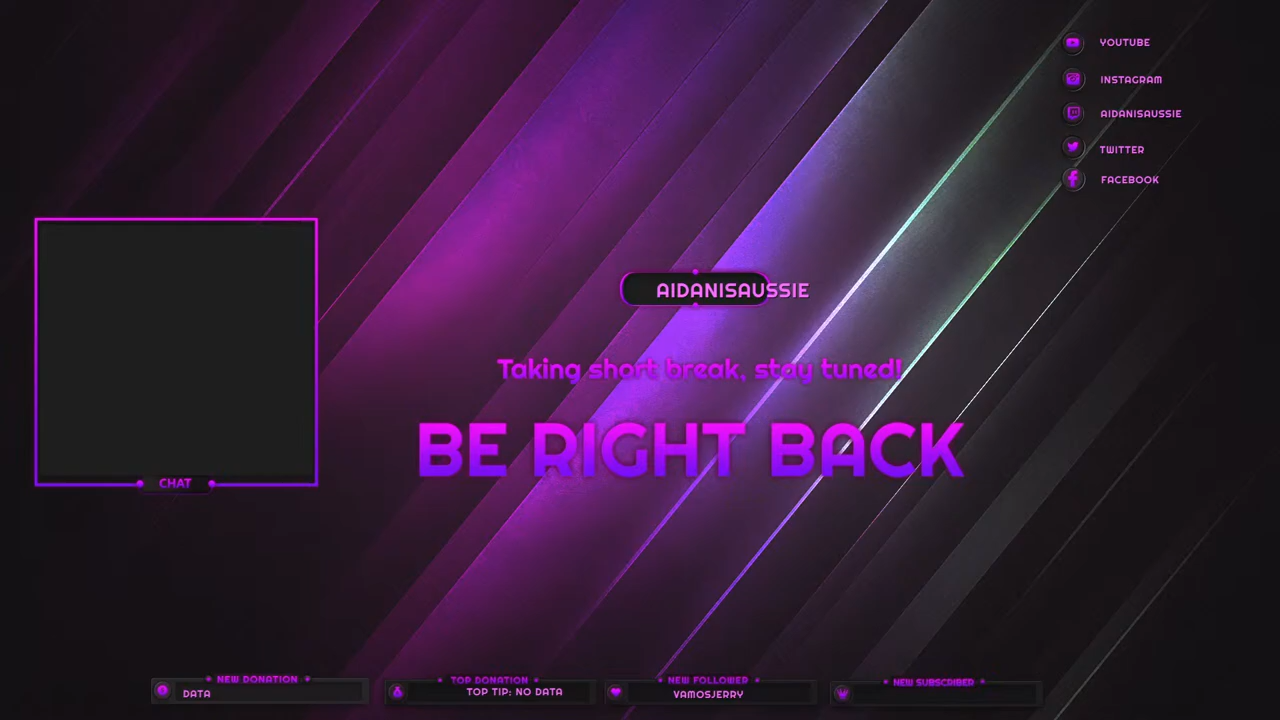 YOUTUBE
INSTAGRAM
AIDANISAUSSIE
TWITTER
FACEBOOK
AIDANISAUSSIE
Taking short break, stay tuned!
BE RIGHT BACK
CHAT
NEW DONATION
DATA
TOP DONATION
TOP TIP: NO DATA
NEW FOLLOWER
VAMOSJERRY
NEW SUBSCRIBED